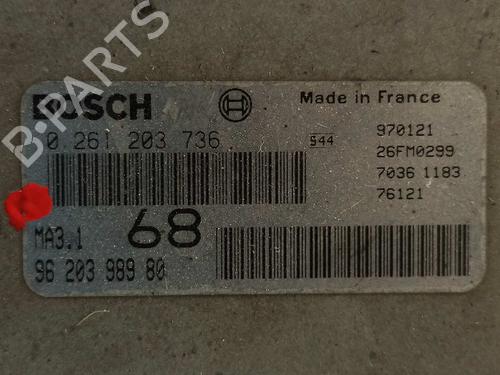 B-PARTS
BOSCH
Made in France
0 261 203 736
S44
970121
26FM0299
7036 1183
76121
MA3.1
68
96 203 989 80